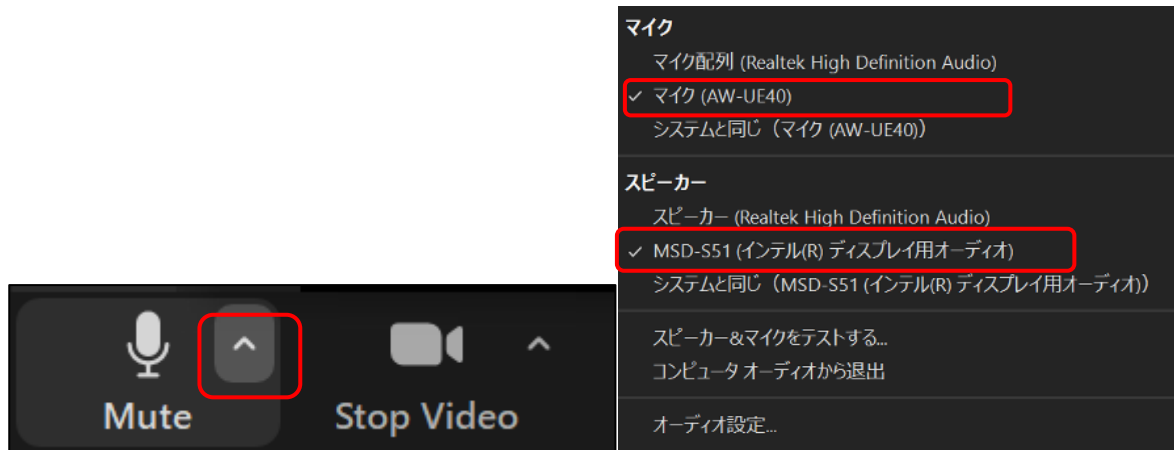 Mute
Stop Video
マイク
マイク配列 (Realtek High Definition Audio)
✓ マイク (AW-UE40)
システムと同じ（マイク (AW-UE40)）
スピーカー
スピーカー (Realtek High Definition Audio)
✓ MSD-S51 (インテル(R) ディスプレイ用オーディオ)
システムと同じ（MSD-S51 (インテル(R) ディスプレイ用オーディオ)）
スピーカー&マイクをテストする...
コンピュータ オーディオから退出
オーディオ設定...